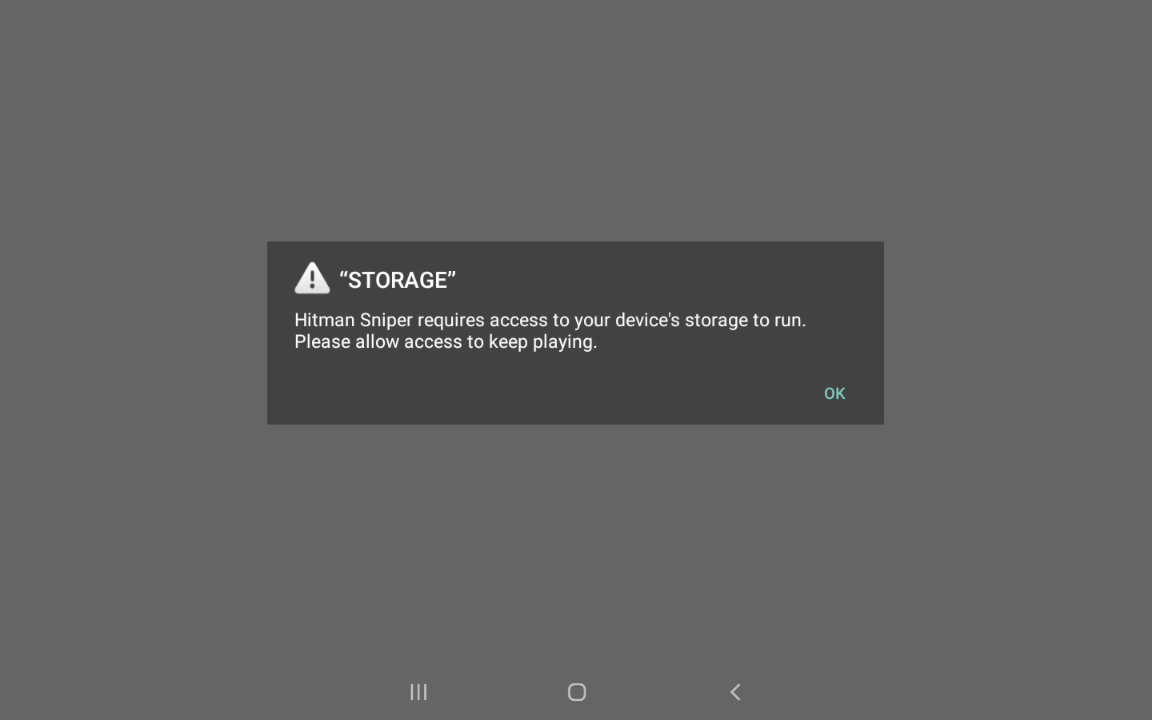 “STORAGE”
Hitman Sniper requires access to your device's storage to run.
Please allow access to keep playing.
OK